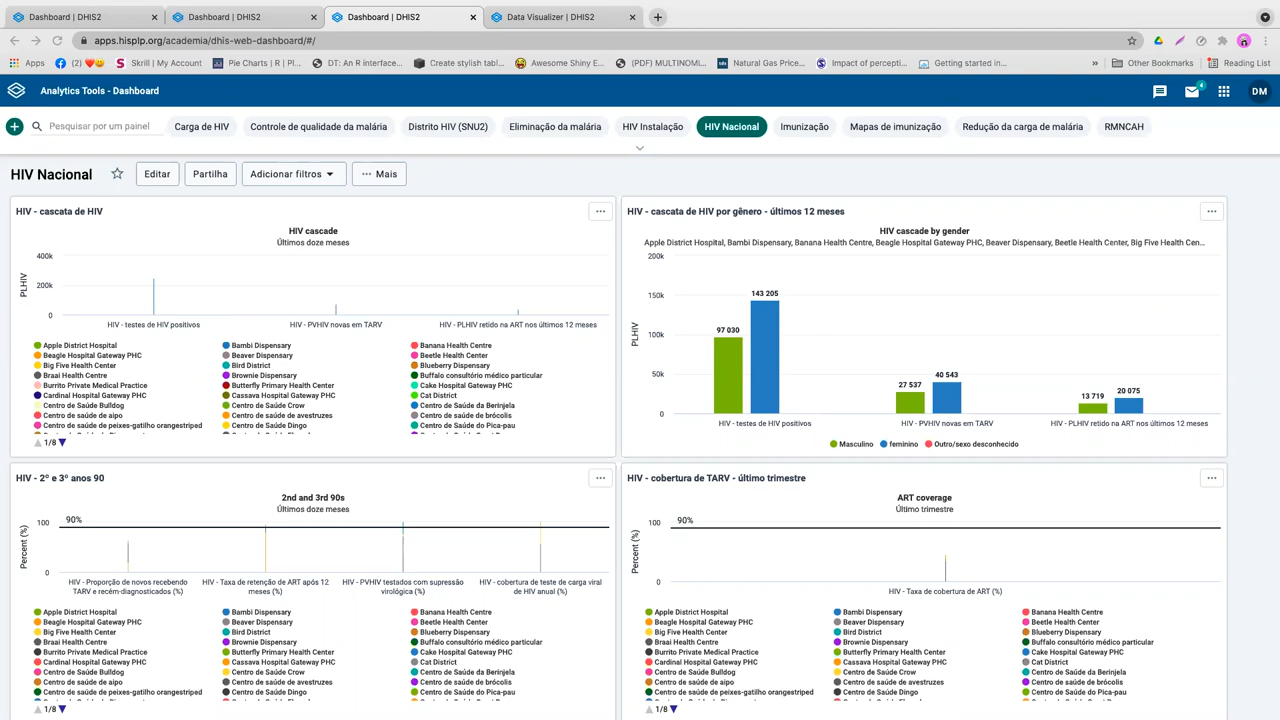 Dashboard | DHIS2
Dashboard | DHIS2
Dashboard | DHIS2
Data Visualizer | DHIS2
apps.hisplp.org/academia/dhis-web-dashboard/#/
Apps
(2)
Skrill | My Account
Pie Charts | R | Pl...
DT: An R interface...
Create stylish tabl...
Awesome Shiny E...
(PDF) MULTINOMI...
Natural Gas Price...
Impact of percepti...
Getting started in...
»
Other Bookmarks
Reading List
Analytics Tools - Dashboard
4
DM
Pesquisar por um painel
Carga de HIV
Controle de qualidade da malária
Distrito HIV (SNU2)
Eliminação da malária
HIV Instalação
HIV Nacional
Imunização
Mapas de imunização
Redução da carga de malária
RMNCAH
HIV Nacional
Editar
Partilha
Adicionar filtros
Mais
HIV - cascata de HIV
HIV cascade
Últimos doze meses
PLHIV
400k
200k
0
HIV - testes de HIV positivos
HIV - PVHIV novas em TARV
HIV - PLHIV retido na ART nos últimos 12 meses
Apple District Hospital
Bambi Dispensary
Banana Health Centre
Beagle Hospital Gateway PHC
Beaver Dispensary
Beetle Health Center
Big Five Health Center
Bird District
Blueberry Dispensary
Braai Health Centre
Brownie Dispensary
Buffalo consultório médico particular
Burrito Private Medical Practice
Butterfly Primary Health Center
Cake Hospital Gateway PHC
Cardinal Hospital Gateway PHC
Cassava Hospital Gateway PHC
Cat District
Centro de Saúde Bulldog
Centro de Saúde Crow
Centro de Saúde da Berinjela
Centro de saúde de aipo
Centro de saúde de avestruzes
Centro de saúde de brócolis
Centro de saúde de peixes-gatilho orangestriped
Centro de Saúde Dingo
Centro de Saúde do Pica-pau
1/8
HIV - cascata de HIV por gênero - últimos 12 meses
HIV cascade by gender
Apple District Hospital, Bambi Dispensary, Banana Health Centre, Beagle Hospital Gateway PHC, Beaver Dispensary, Beetle Health Center, Big Five Health Cen...
PLHIV
200k
150k
100k
50k
0
97 030
143 205
27 537
40 543
13 719
20 075
HIV - testes de HIV positivos
HIV - PVHIV novas em TARV
HIV - PLHIV retido na ART nos últimos 12 meses
Masculino
feminino
Outro/sexo desconhecido
HIV - 2º e 3º anos 90
2nd and 3rd 90s
Últimos doze meses
Percent (%)
100
0
90%
HIV - Proporção de novos recebendo TARV e recém-diagnosticados (%)
HIV - Taxa de retenção de ART após 12 meses (%)
HIV - PVHIV testados com supressão virológica (%)
HIV - cobertura de teste de carga viral de HIV anual (%)
Apple District Hospital
Bambi Dispensary
Banana Health Centre
Beagle Hospital Gateway PHC
Beaver Dispensary
Beetle Health Center
Big Five Health Center
Bird District
Blueberry Dispensary
Braai Health Centre
Brownie Dispensary
Buffalo consultório médico particular
Burrito Private Medical Practice
Butterfly Primary Health Center
Cake Hospital Gateway PHC
Cardinal Hospital Gateway PHC
Cassava Hospital Gateway PHC
Cat District
Centro de Saúde Bulldog
Centro de Saúde Crow
Centro de Saúde da Berinjela
Centro de saúde de aipo
Centro de saúde de avestruzes
Centro de saúde de brócolis
Centro de saúde de peixes-gatilho orangestriped
Centro de Saúde Dingo
Centro de Saúde do Pica-pau
1/8
HIV - cobertura de TARV - último trimestre
ART coverage
Último trimestre
Percent (%)
100
0
90%
HIV - Taxa de cobertura de ART (%)
Apple District Hospital
Bambi Dispensary
Banana Health Centre
Beagle Hospital Gateway PHC
Beaver Dispensary
Beetle Health Center
Big Five Health Center
Bird District
Blueberry Dispensary
Braai Health Centre
Brownie Dispensary
Buffalo consultório médico particular
Burrito Private Medical Practice
Butterfly Primary Health Center
Cake Hospital Gateway PHC
Cardinal Hospital Gateway PHC
Cassava Hospital Gateway PHC
Cat District
Centro de Saúde Bulldog
Centro de Saúde Crow
Centro de Saúde da Berinjela
Centro de saúde de aipo
Centro de saúde de avestruzes
Centro de saúde de brócolis
Centro de saúde de peixes-gatilho orangestriped
Centro de Saúde Dingo
Centro de Saúde do Pica-pau
1/8